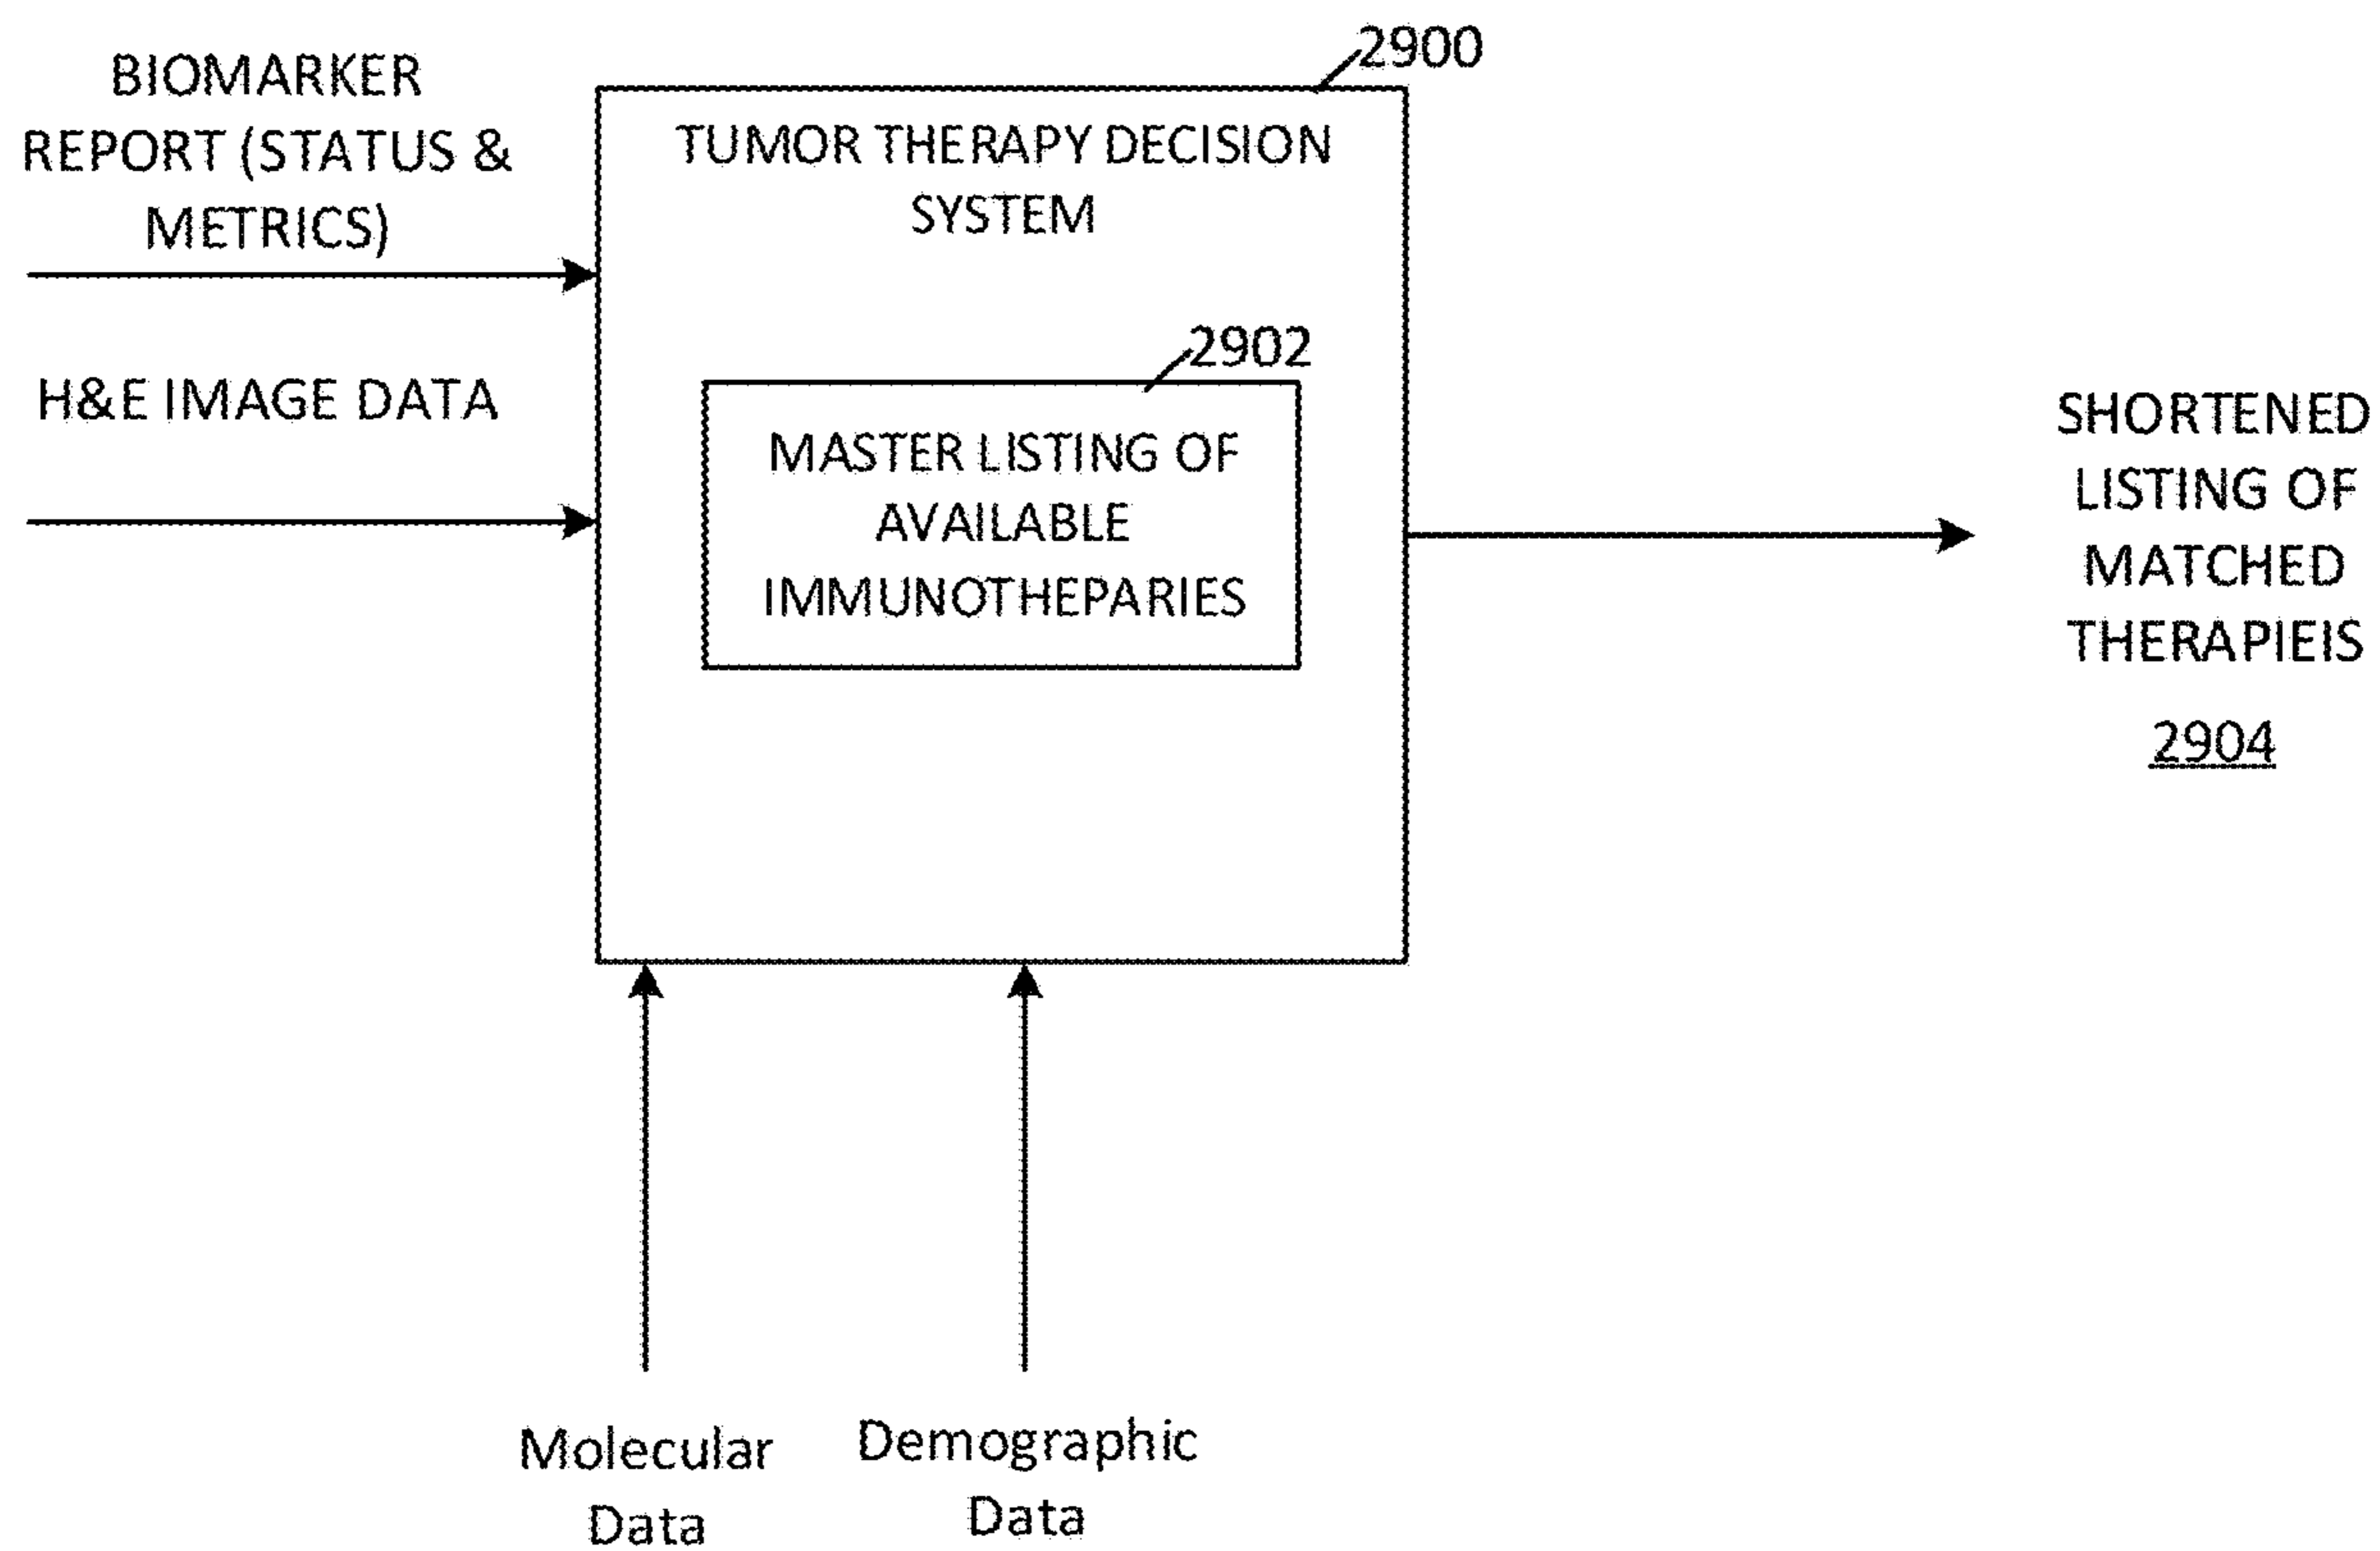 BIOMARKER
REPORT (STATUS &
METRICS)
H&E IMAGE DATA
2900
TUMOR THERAPY DECISION
SYSTEM
2902
MASTER LISTING OF
AVAILABLE
IMMUNOTHEPARIES
SHORTENED
LISTING OF
MATCHED
THERAPIEIS
2904
Molecular
Data
Demographic
Data